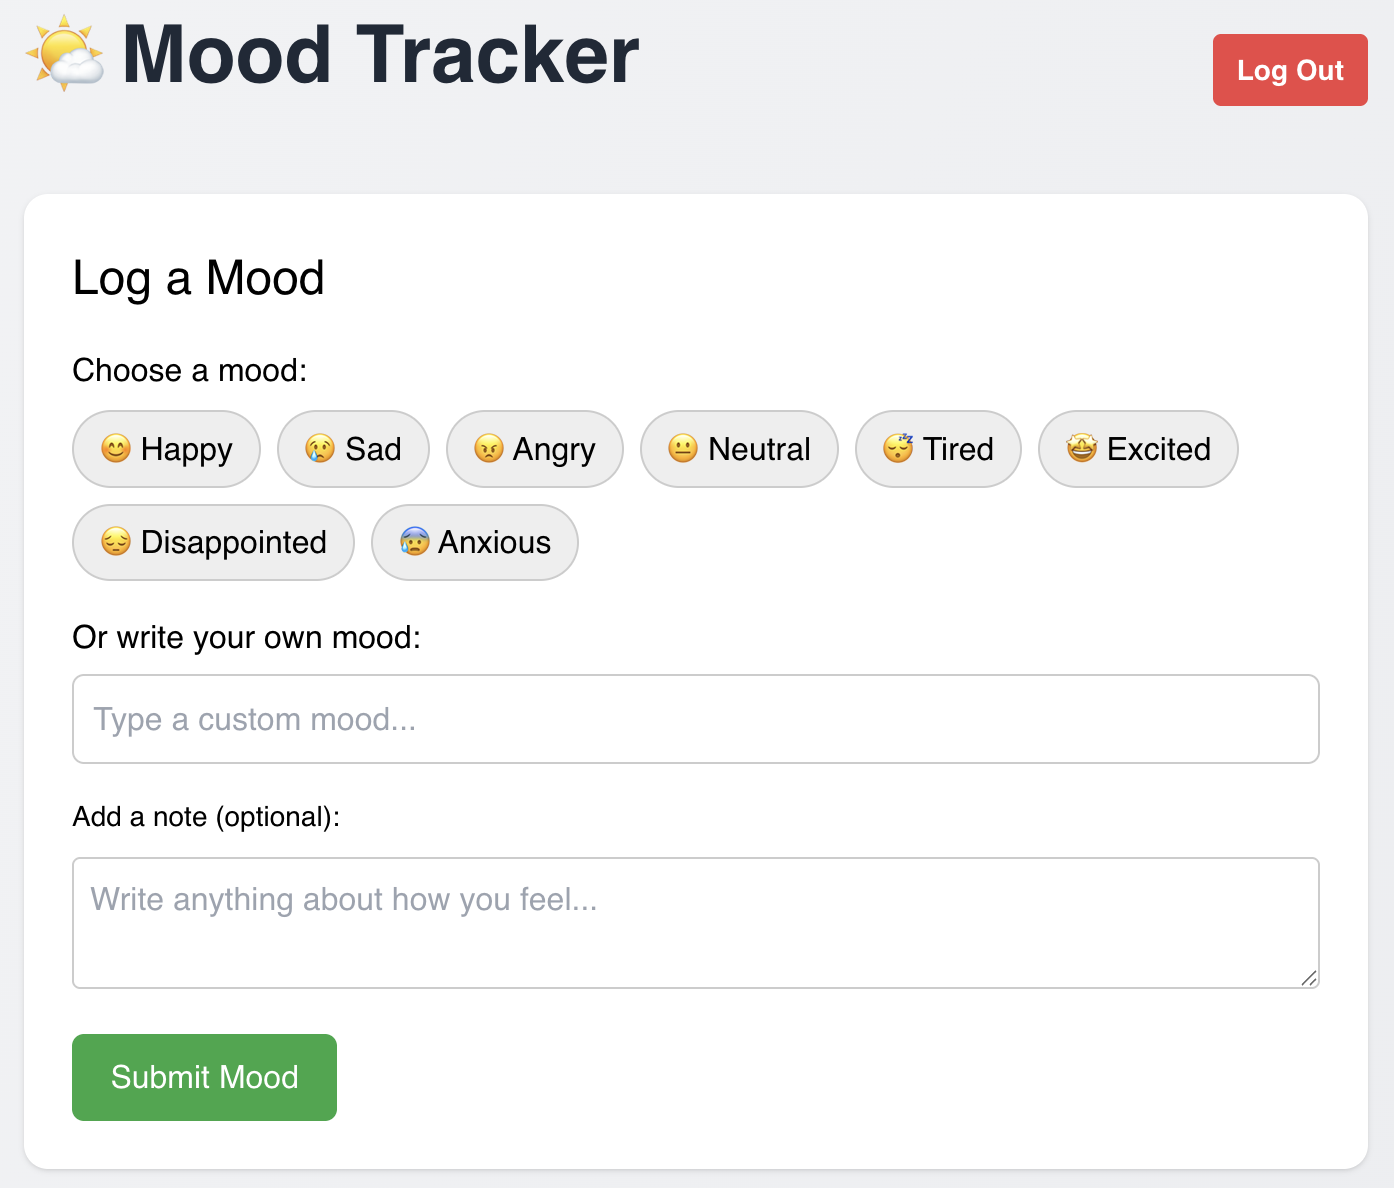 🌤️ Mood Tracker
Log Out
Log a Mood
Choose a mood:
😊 Happy 😢 Sad 😠 Angry 😐 Neutral 😴 Tired 🤩 Excited
😔 Disappointed 😰 Anxious
Or write your own mood:
Type a custom mood...
Add a note (optional):
Write anything about how you feel...
Submit Mood